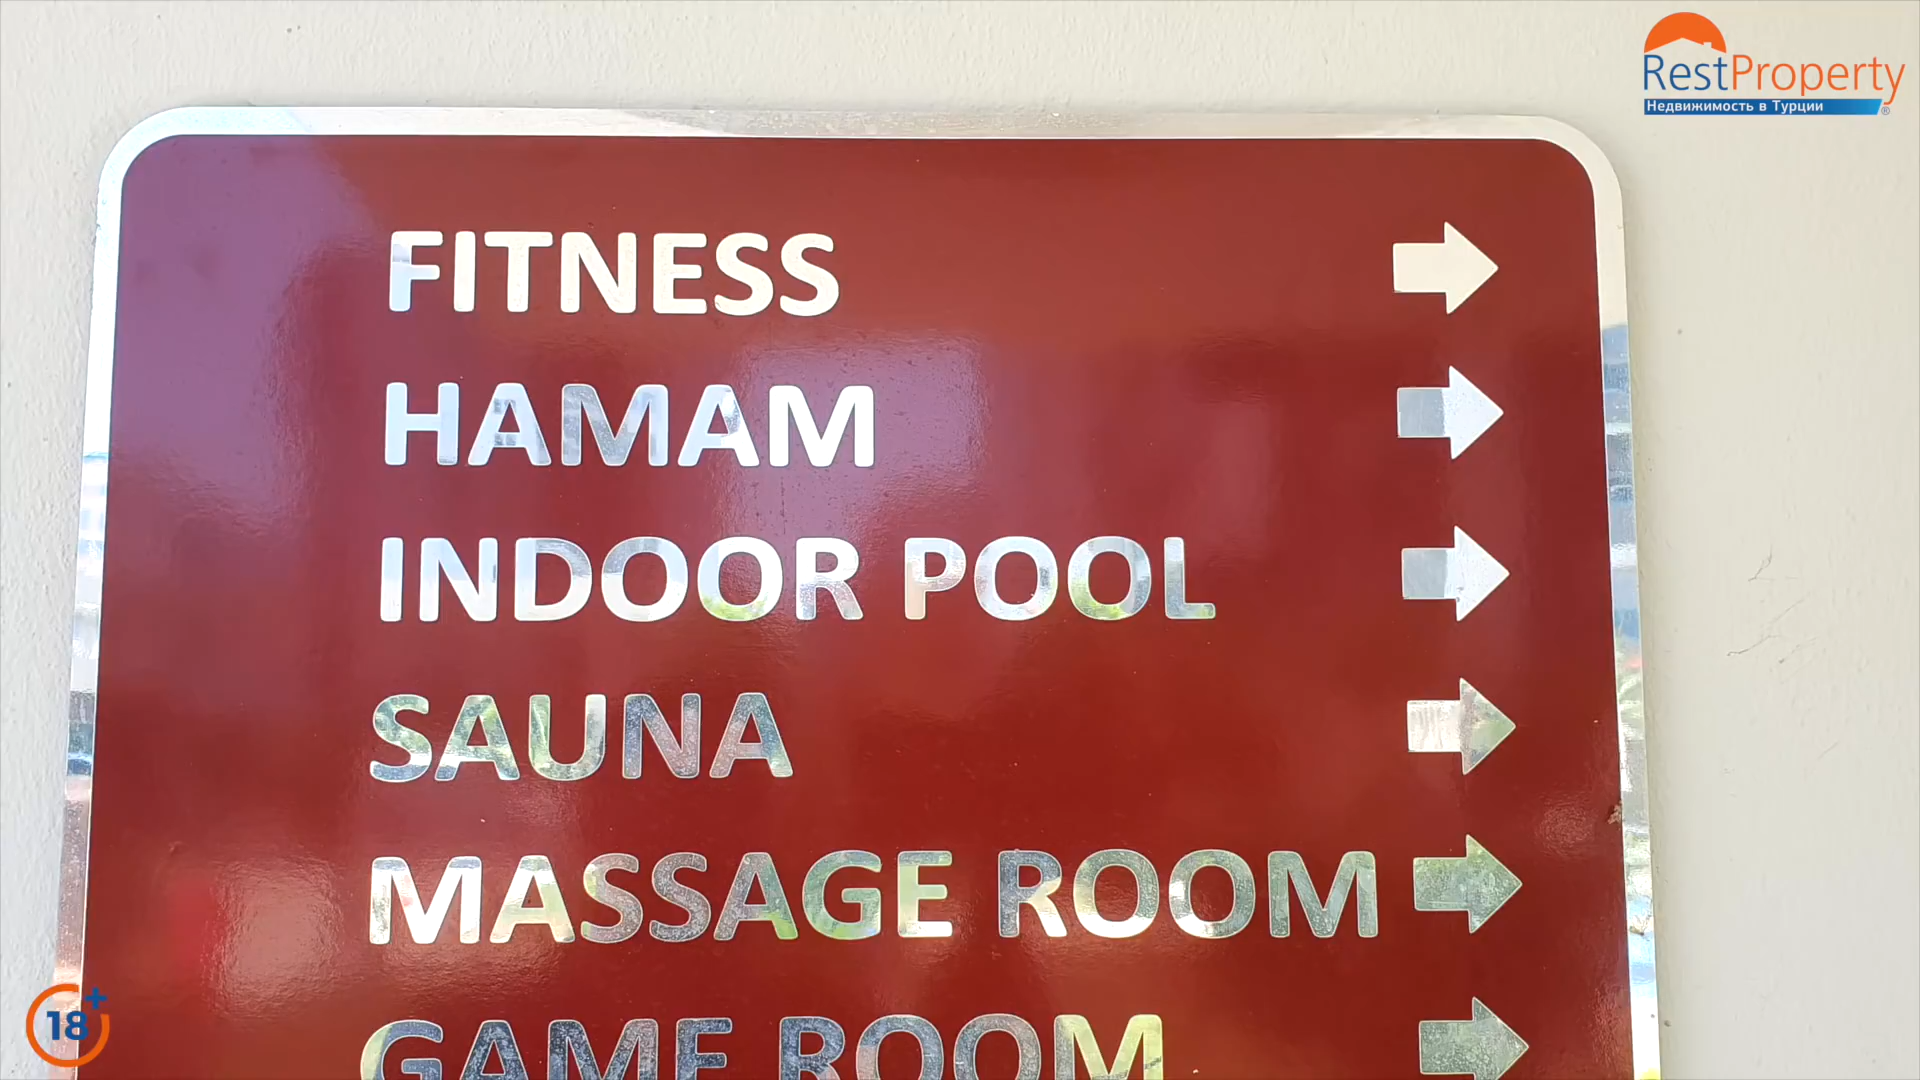 RestProperty
Недвижимость в Турции
®
FITNESS
HAMAM
INDOOR POOL
SAUNA
MASSAGE ROOM
GAME ROOM
18+